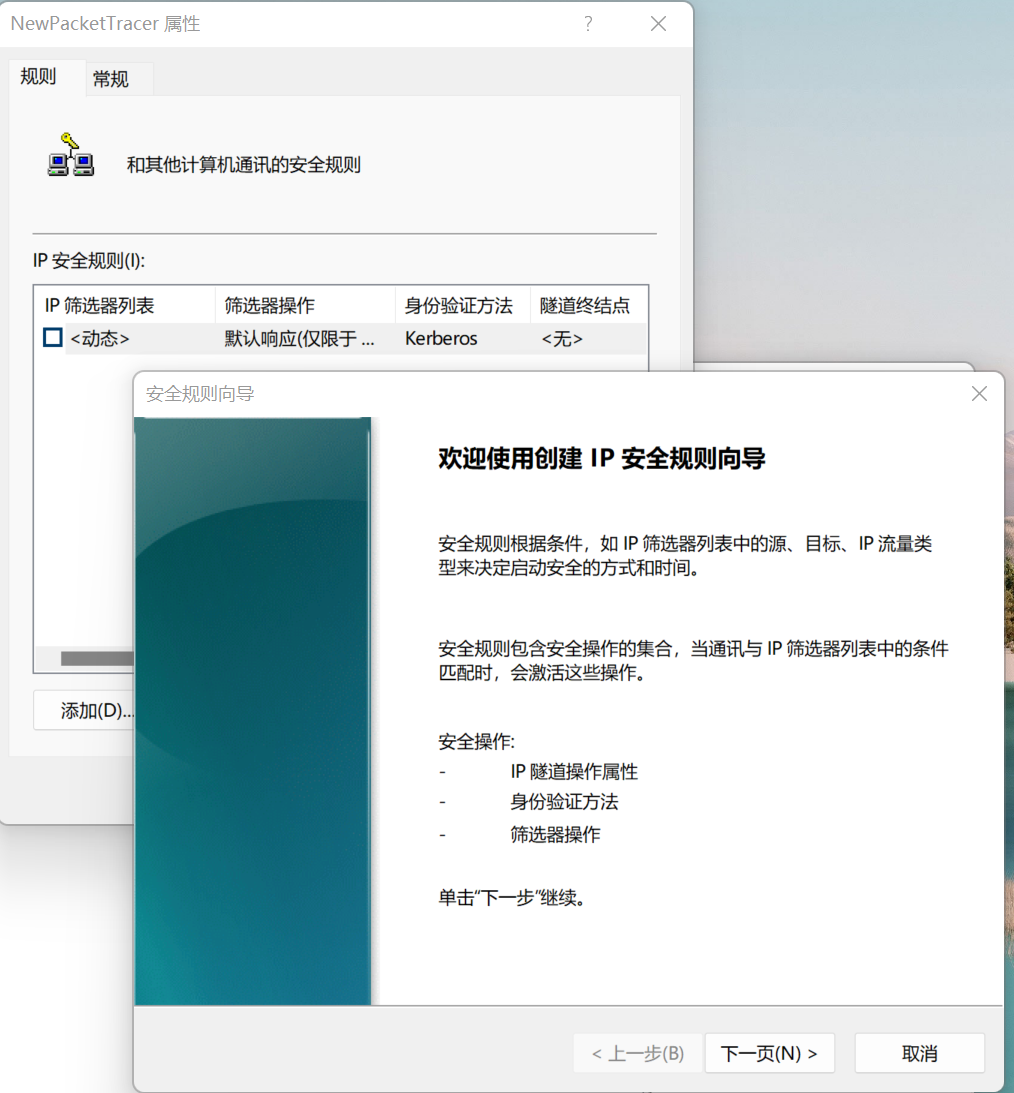 NewPacketTracer 属性
?
规则
常规
和其他计算机通讯的安全规则
IP 安全规则(I):
IP 筛选器列表 筛选器操作 身份验证方法 隧道终结点
<动态> 默认响应(仅限于 ... Kerberos <无>
添加(D)...
安全规则向导
欢迎使用创建 IP 安全规则向导
安全规则根据条件，如 IP 筛选器列表中的源、目标、IP 流量类
型来决定启动安全的方式和时间。
安全规则包含安全操作的集合，当通讯与 IP 筛选器列表中的条件
匹配时，会激活这些操作。
安全操作:
- IP 隧道操作属性
- 身份验证方法
- 筛选器操作
单击“下一步”继续。
< 上一步(B)
下一页(N) >
取消